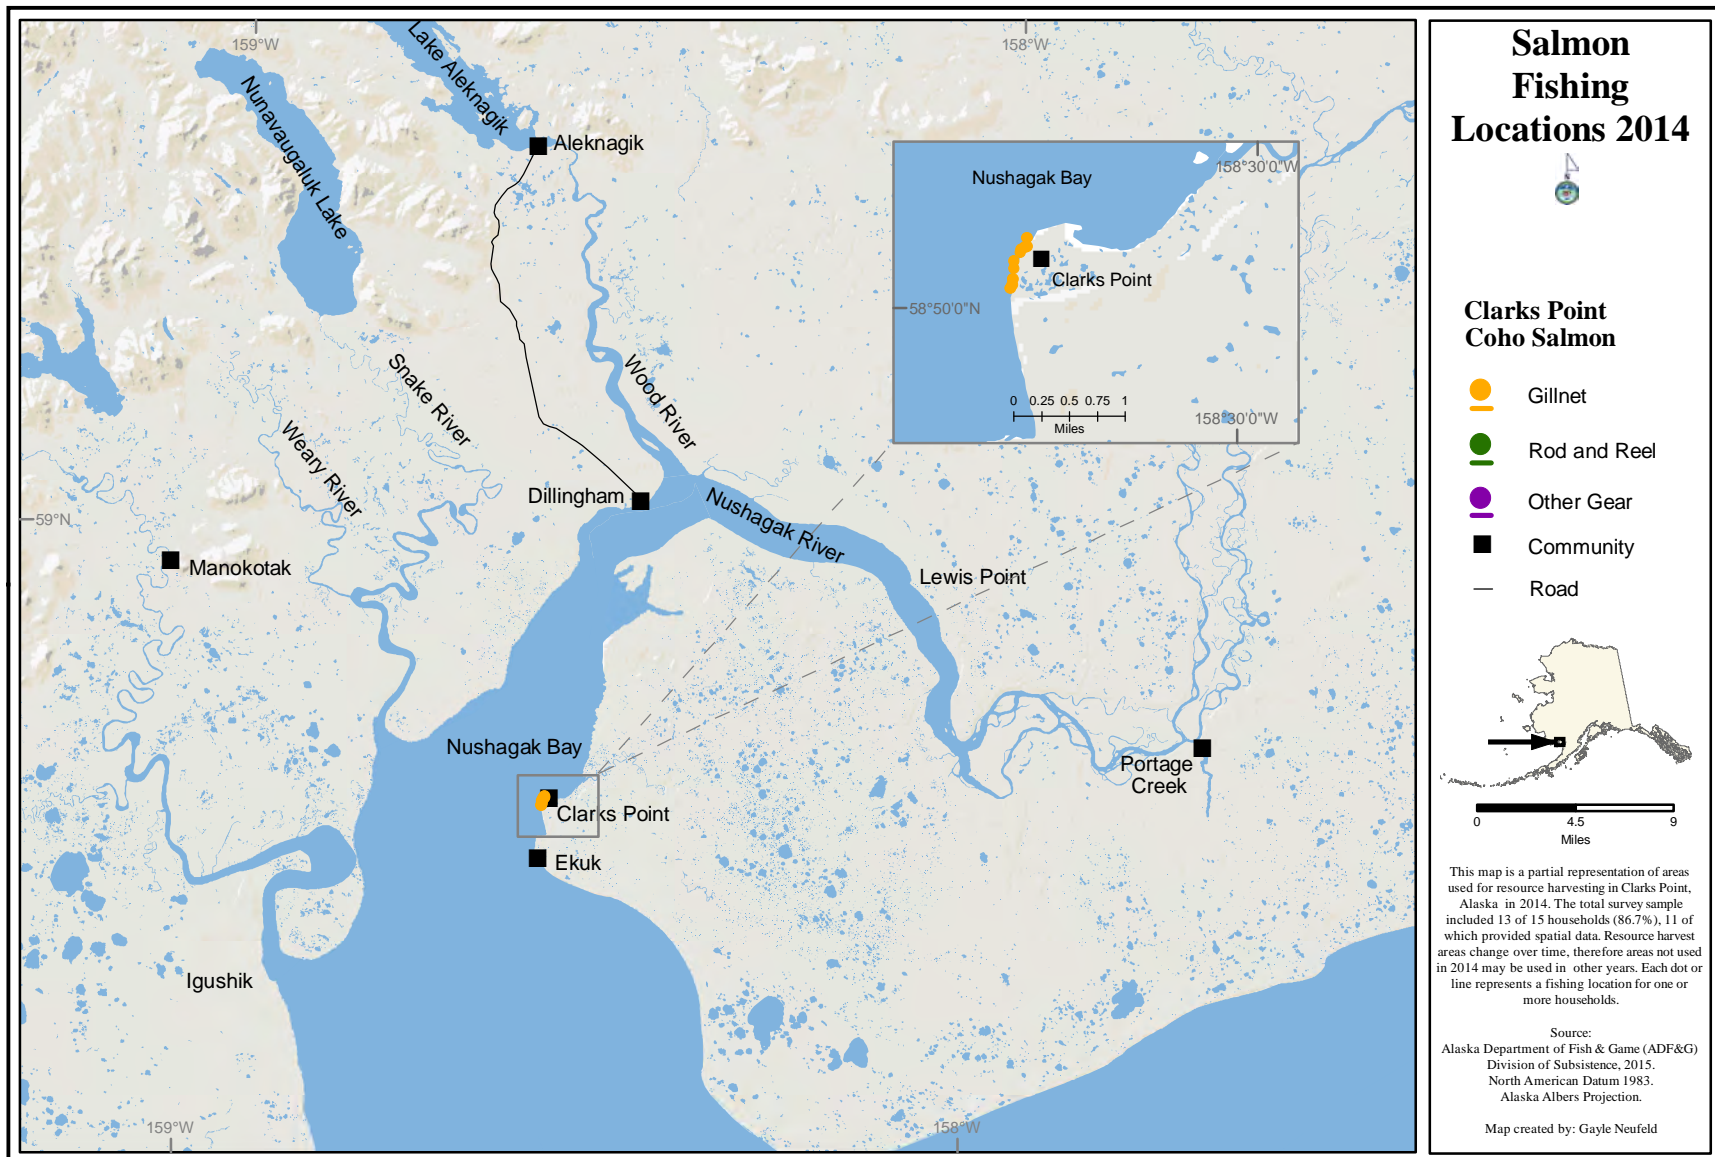 159°W
158°W
Lake Aleknagik
Nunavaugaluk Lake
Aleknagik
Snake River
Weary River
Wood River
Dillingham
Nushagak River
59°N
Manokotak
Lewis Point
Nushagak Bay
Clarks Point
Ekuk
Portage
Creek
Igushik
159°W
158°W
158°30'0"W
Nushagak Bay
Clarks Point
58°50'0"N
0 0.25 0.5 0.75 1
Miles
158°30'0"W
Salmon
Fishing
Locations 2014
Clarks Point
Coho Salmon
Gillnet
Rod and Reel
Other Gear
Community
Road
0 4.5 9
Miles
This map is a partial representation of areas
used for resource harvesting in Clarks Point,
Alaska in 2014. The total survey sample
included 13 of 15 households (86.7%), 11 of
which provided spatial data. Resource harvest
areas change over time, therefore areas not used
in 2014 may be used in other years. Each dot or
line represents a fishing location for one or
more households.
Source:
Alaska Department of Fish & Game (ADF&G)
Division of Subsistence, 2015.
North American Datum 1983.
Alaska Albers Projection.
Map created by: Gayle Neufeld